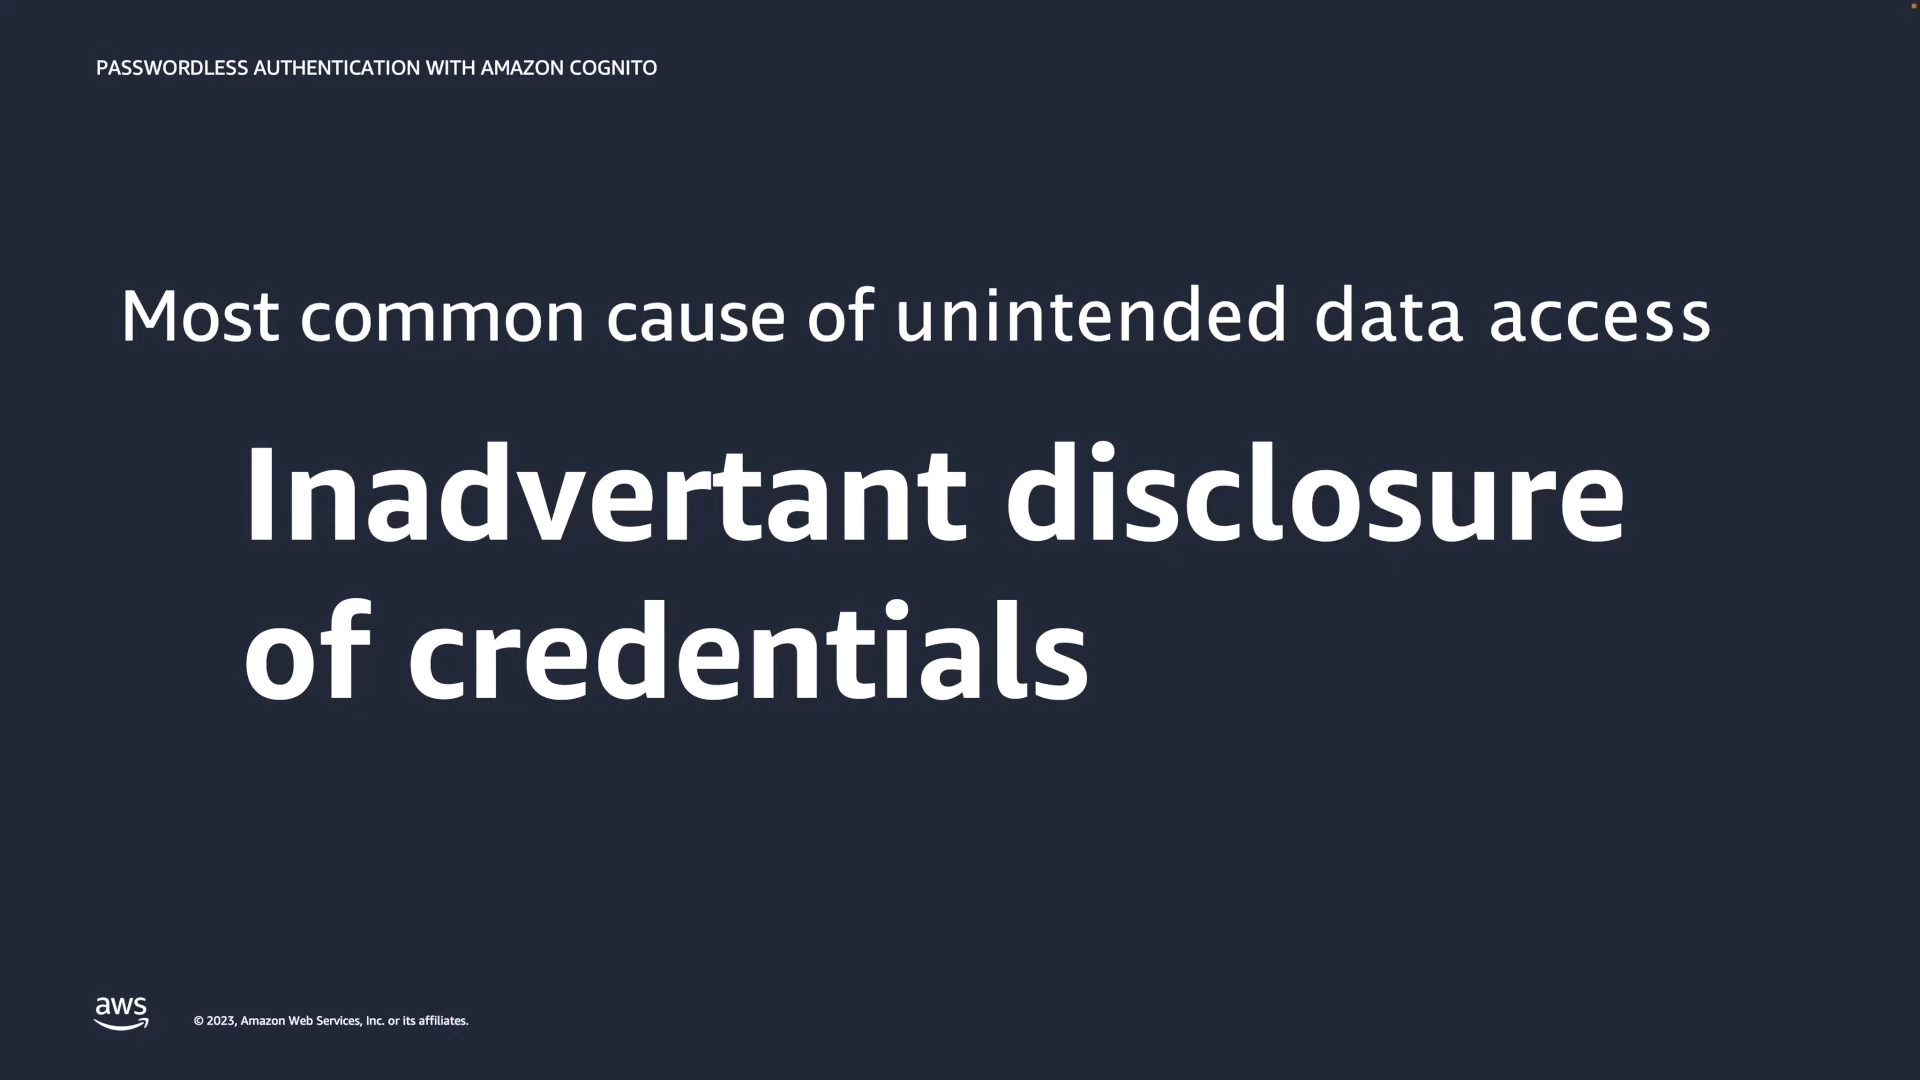 PASSWORDLESS AUTHENTICATION WITH AMAZON COGNITO
Most common cause of unintended data access
Inadvertant disclosure
of credentials
aws
© 2023, Amazon Web Services, Inc. or its affiliates.